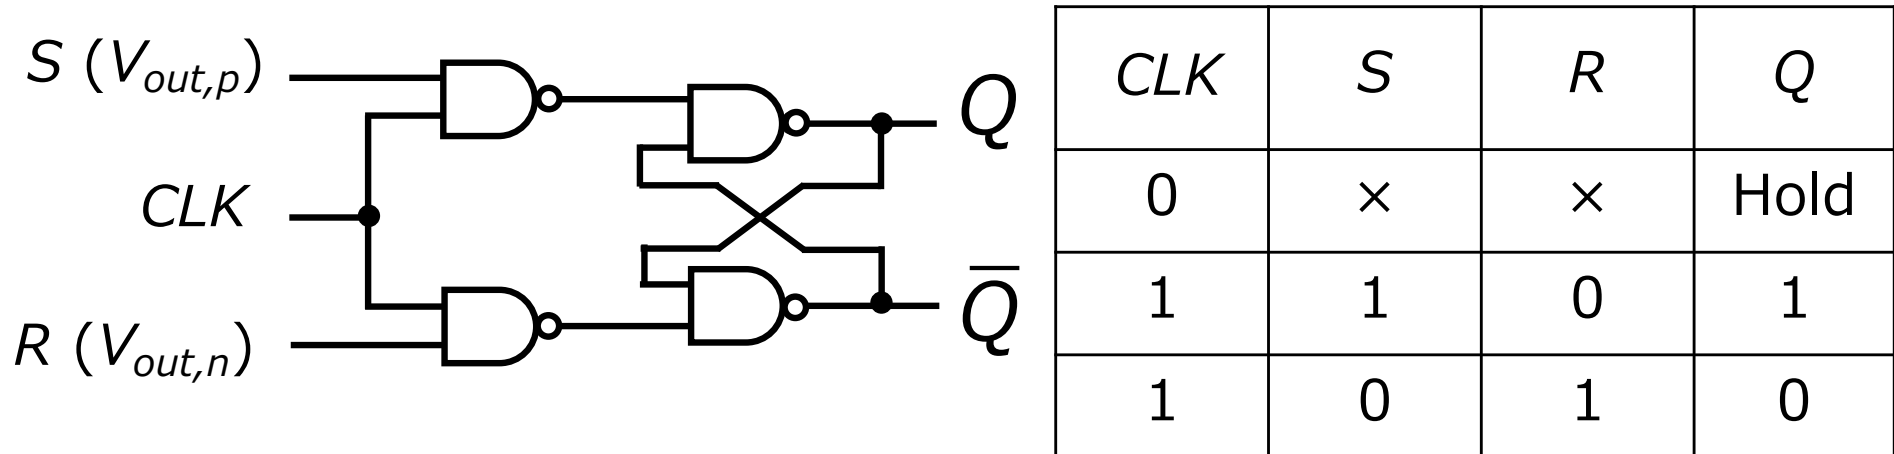 S (Vout,p)
CLK
R (Vout,n)
Q
Q̅
CLK S R Q
0 × × Hold
1 1 0 1
1 0 1 0